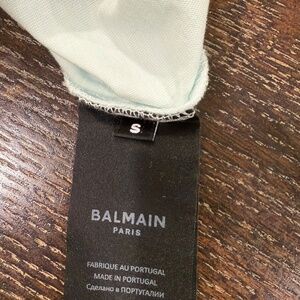 S
BALMAIN
PARIS
FABRIQUE AU PORTUGAL
MADE IN PORTUGAL
Сделано в ПОРТУГАЛИИ